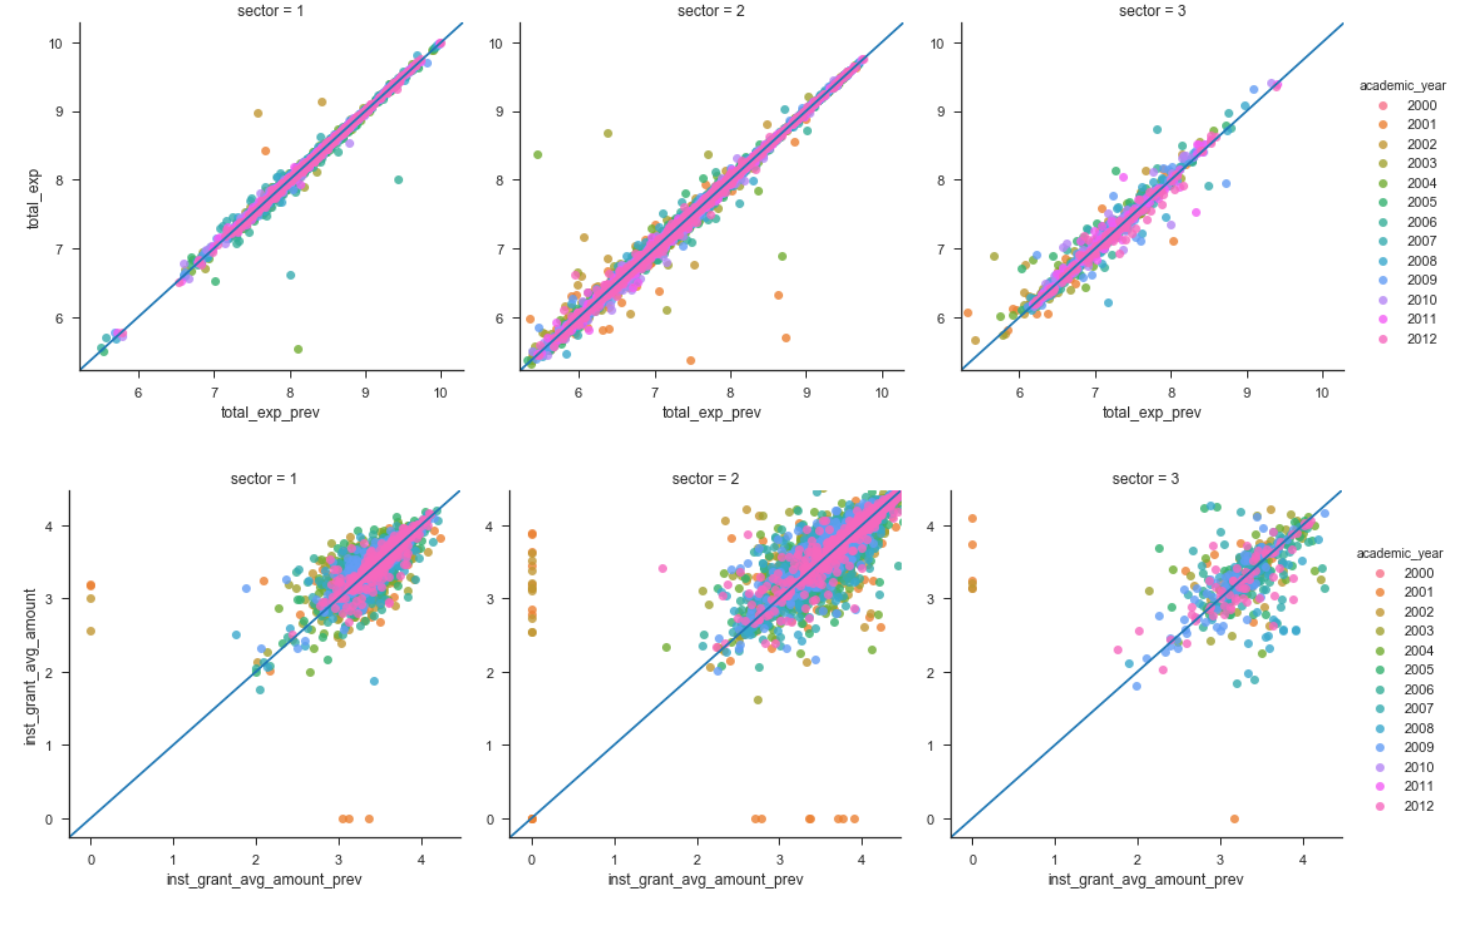 sector = 1
sector = 2
sector = 3
total_exp
10
9
8
7
6
10
9
8
7
6
10
9
8
7
6
6 7 8 9 10
6 7 8 9 10
6 7 8 9 10
total_exp_prev
total_exp_prev
total_exp_prev
academic_year
2000
2001
2002
2003
2004
2005
2006
2007
2008
2009
2010
2011
2012
sector = 1
sector = 2
sector = 3
inst_grant_avg_amount
4
3
2
1
0
4
3
2
1
0
4
3
2
1
0
0 1 2 3 4
0 1 2 3 4
0 1 2 3 4
inst_grant_avg_amount_prev
inst_grant_avg_amount_prev
inst_grant_avg_amount_prev
academic_year
2000
2001
2002
2003
2004
2005
2006
2007
2008
2009
2010
2011
2012